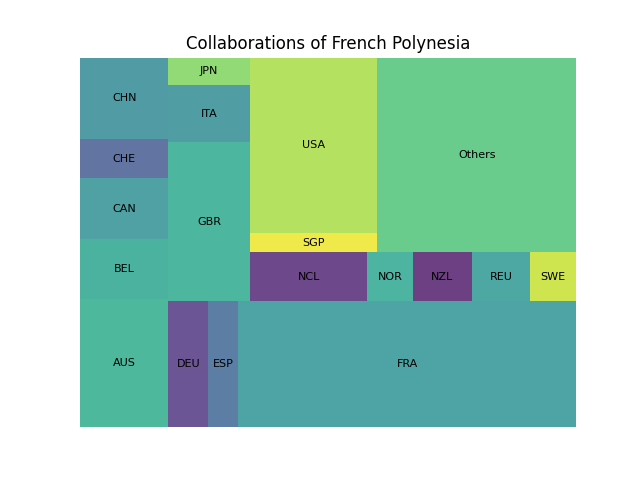 Collaborations of French Polynesia
JPN
CHN
ITA
USA
Others
CHE
CAN
GBR
SGP
BEL
NCL
NOR
NZL
REU
SWE
AUS
DEU
ESP
FRA